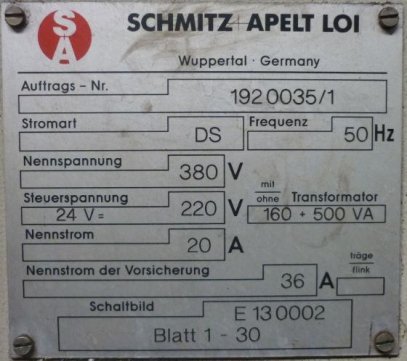 SA
SCHMITZ + APELT LOI
Wuppertal · Germany
Auftrags – Nr. 192 0035/1
Stromart DS Frequenz 50 Hz
Nennspannung 380 V
Steuerspannung 24 V= 220 V mit / ohne Transformator 160 + 500 VA
Nennstrom 20 A
Nennstrom der Vorsicherung 36 A träge / flink
Schaltbild E 13 0002
Blatt 1 - 30